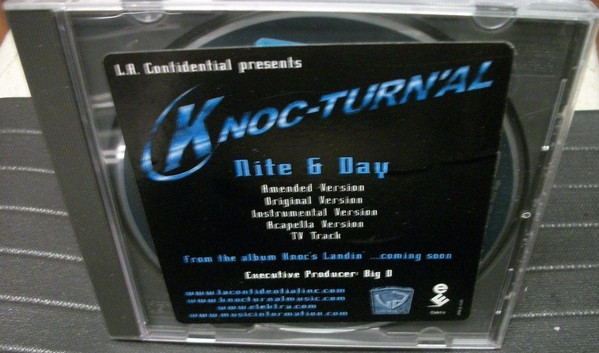 L.A. Confidential presents
KNOC-TURN'AL
Nite & Day
Amended Version
Original Version
Instrumental Version
Acapella Version
TV Track
From the album Knoc's Landin' ...coming soon
Executive Producer: Big D
www.laconfidentialinc.com
www.knocturnalmusic.com
www.elektra.com
www.musicinformation.com